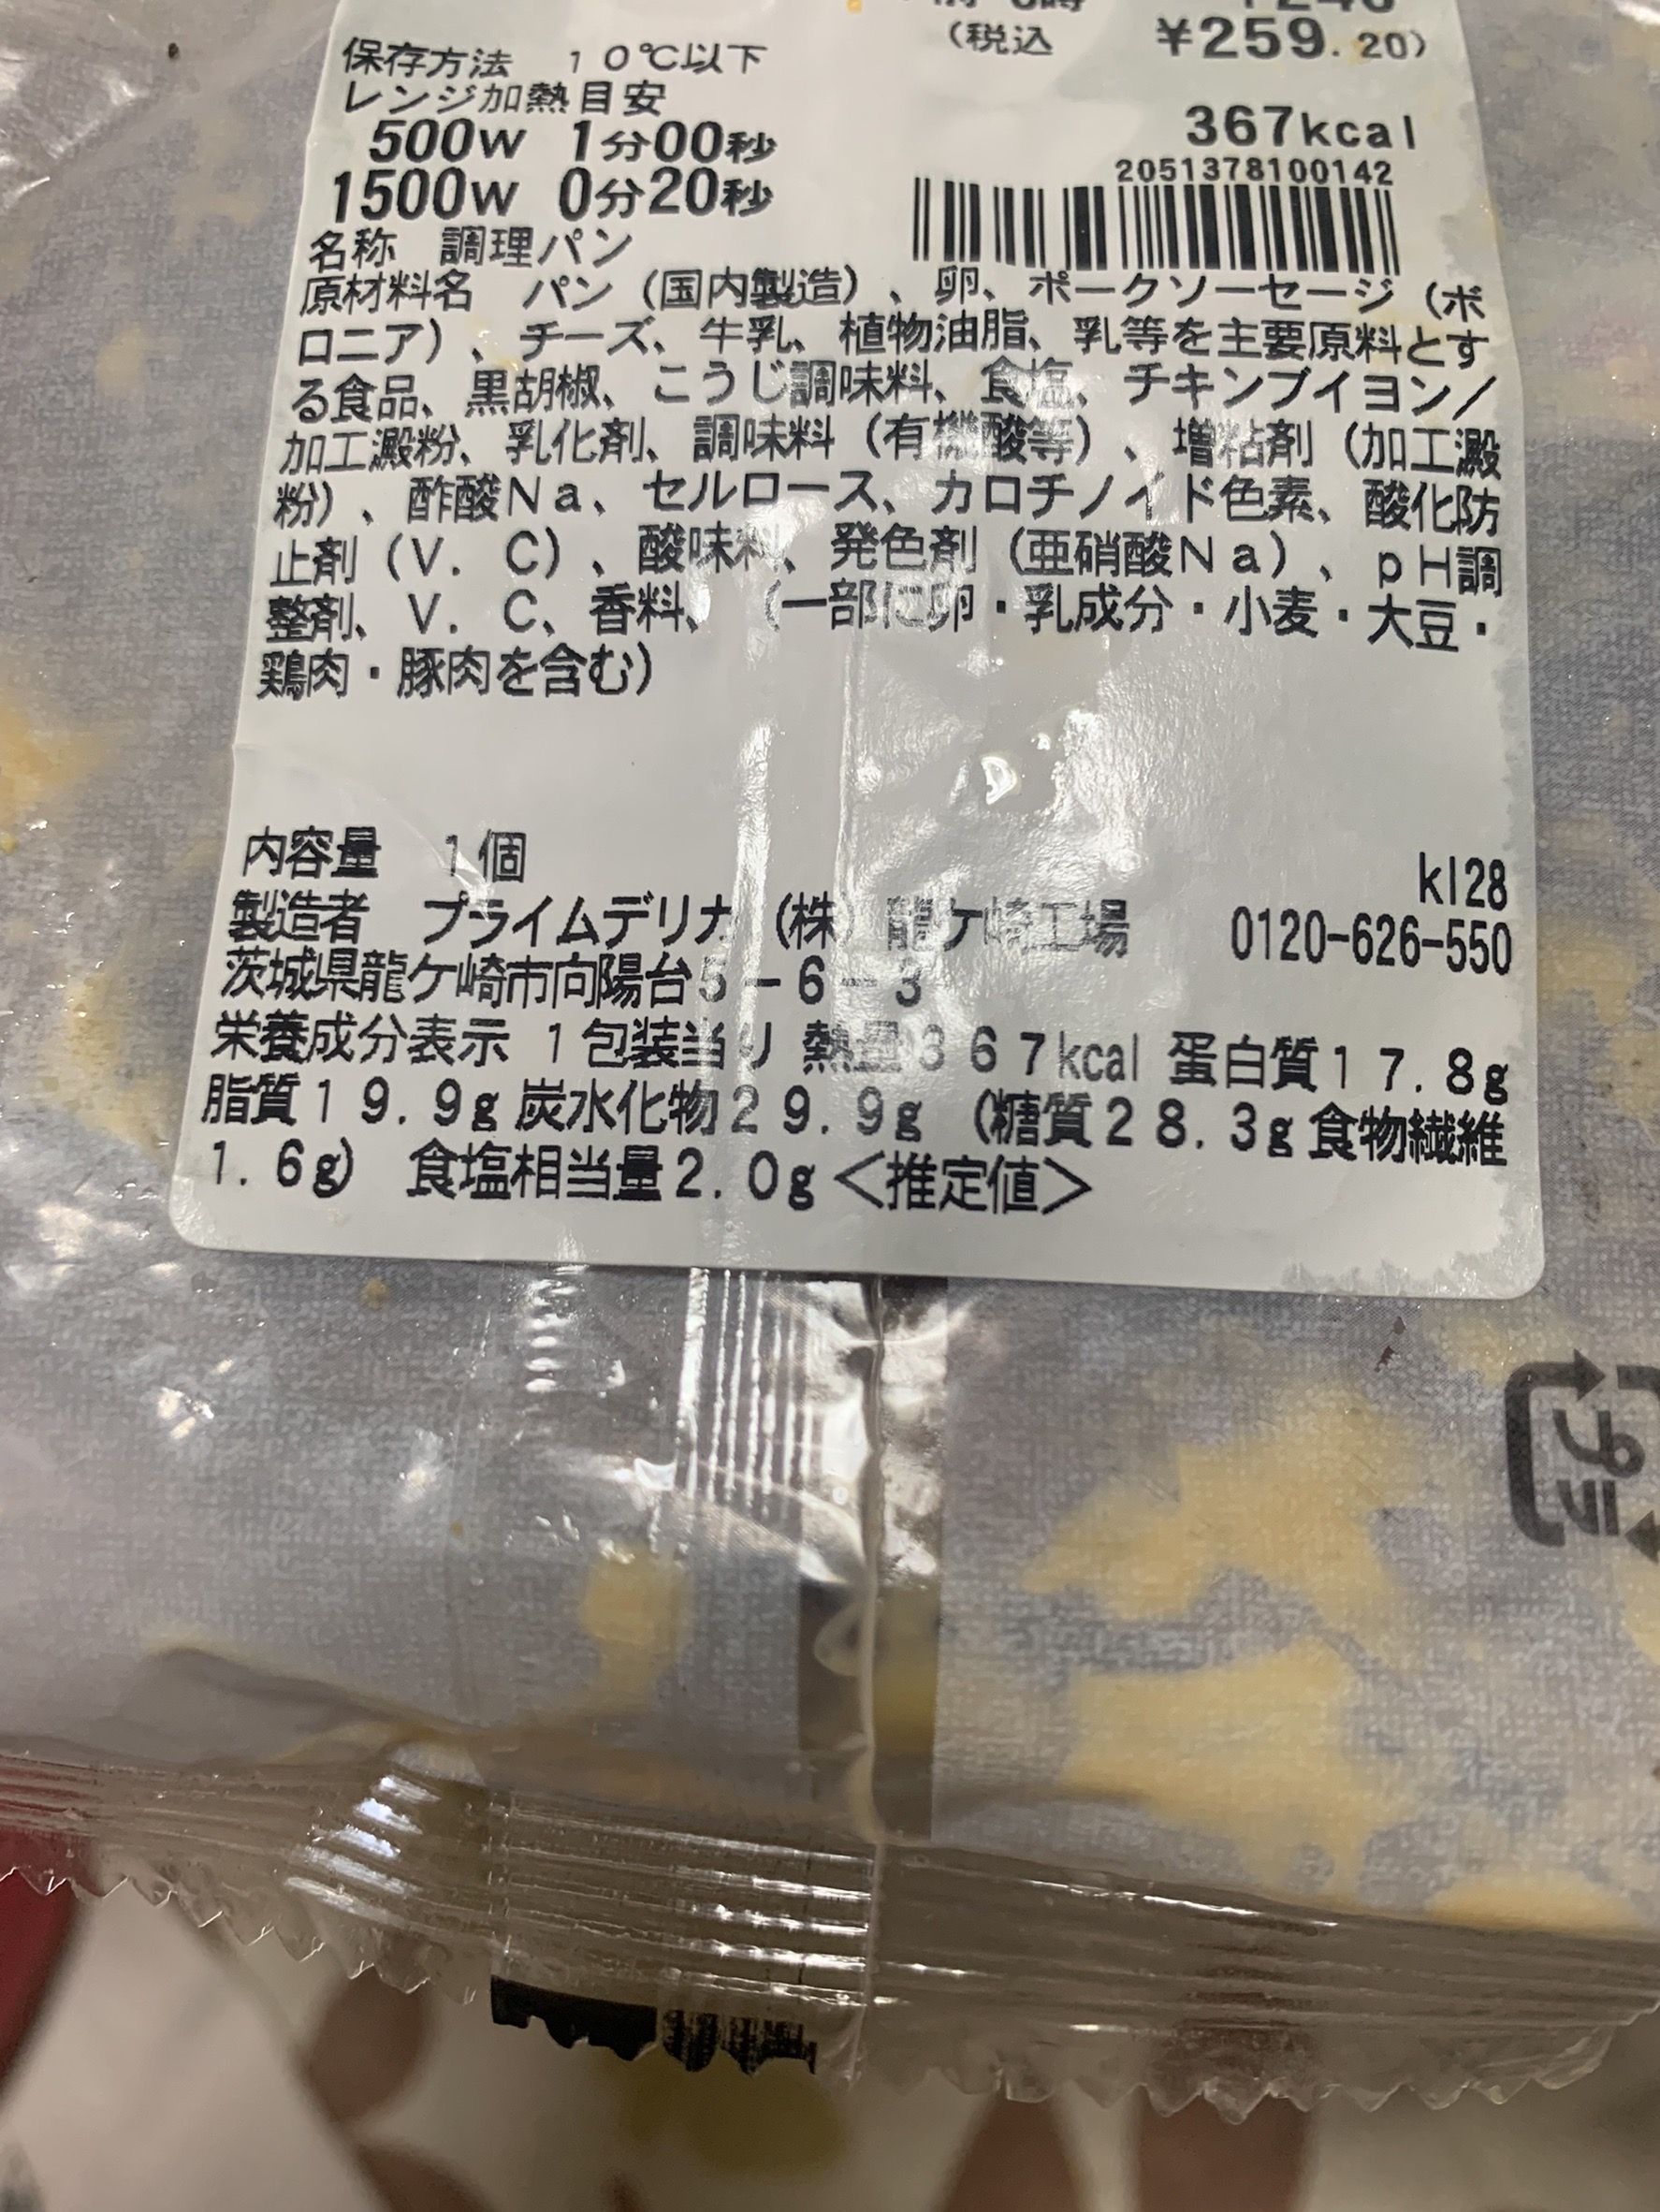 保存方法 10℃以下
(税込 ¥259.20)
レンジ加熱目安
500W 1分00秒
1500W 0分20秒
367kcal
2051378100142
名称 調理パン
原材料名 パン(国内製造)、卵、ポークソーセージ(ボ
ロニア)、チーズ、牛乳、植物油脂、乳等を主要原料とす
る食品、黒胡椒、こうじ調味料、食塩、チキンブイヨン/
加工澱粉、乳化剤、調味料(有機酸等)、増粘剤(加工澱
粉)、酢酸Na、セルロース、カロチノイド色素、酸化防
止剤(V.C)、酸味料、発色剤(亜硝酸Na)、pH調
整剤、V.C、香料、(一部に卵・乳成分・小麦・大豆・
鶏肉・豚肉を含む)
内容量 1個
kl28
製造者 プライムデリカ(株)龍ケ崎工場 0120-626-550
茨城県龍ケ崎市向陽台5-6-3
栄養成分表示 1包装当り 熱量367kcal 蛋白質17.8g
脂質19.9g 炭水化物29.9g (糖質28.3g 食物繊維
1.6g) 食塩相当量2.0g<推定値>
プラ